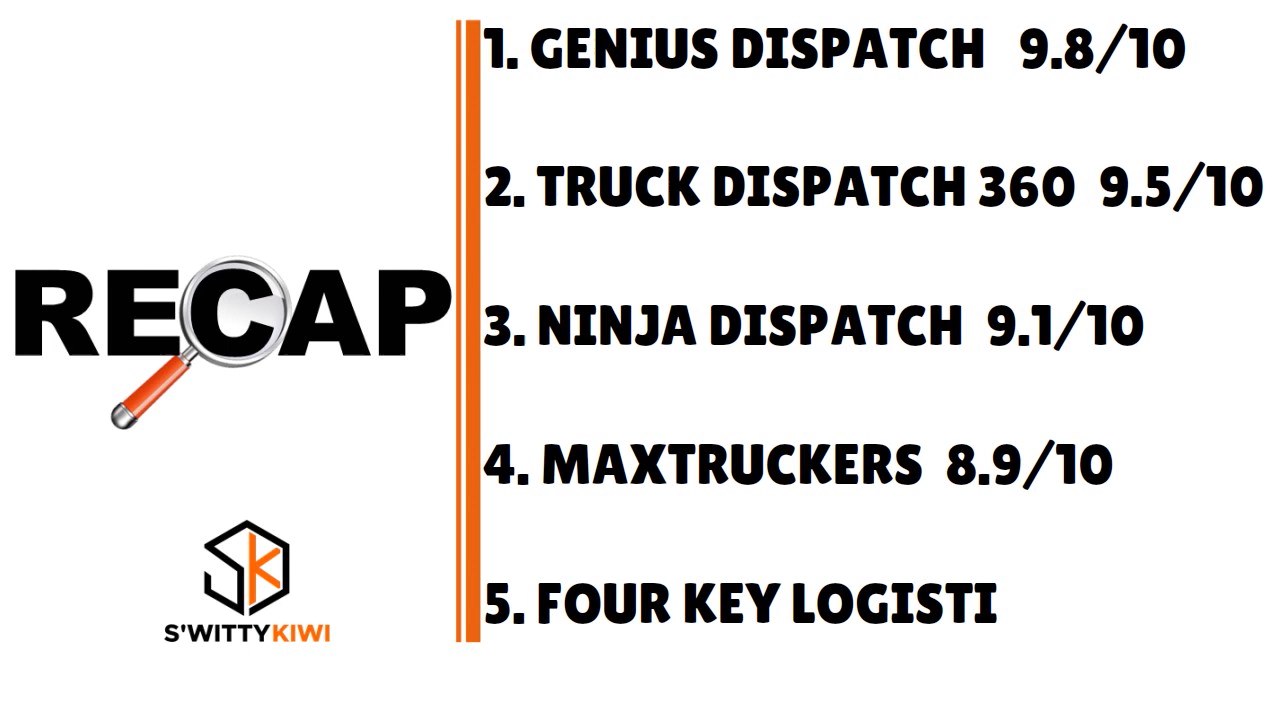 RECAP
S'WITTYKIWI
1. GENIUS DISPATCH 9.8/10
2. TRUCK DISPATCH 360 9.5/10
3. NINJA DISPATCH 9.1/10
4. MAXTRUCKERS 8.9/10
5. FOUR KEY LOGISTI